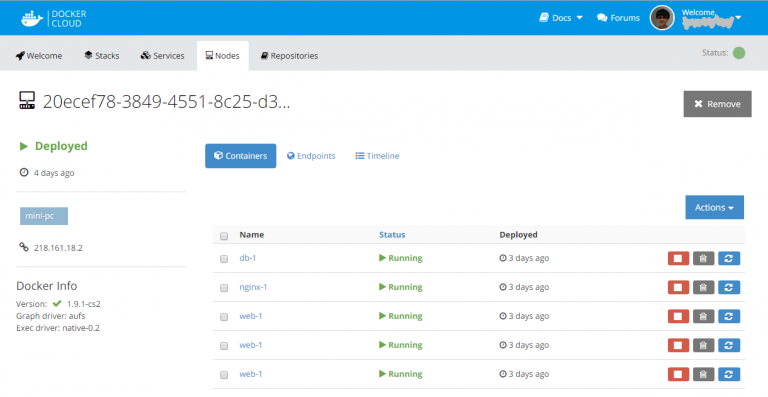 DOCKER
CLOUD
Docs
Forums
Welcome
Welcome
Stacks
Services
Nodes
Repositories
Status:
20ecef78-3849-4551-8c25-d3...
Remove
Deployed
4 days ago
mini-pc
218.161.18.2
Docker Info
Version: 1.9.1-cs2
Graph driver: aufs
Exec driver: native-0.2
Containers
Endpoints
Timeline
Actions
Name Status Deployed
db-1 Running 3 days ago
nginx-1 Running 3 days ago
web-1 Running 3 days ago
web-1 Running 3 days ago
web-1 Running 3 days ago